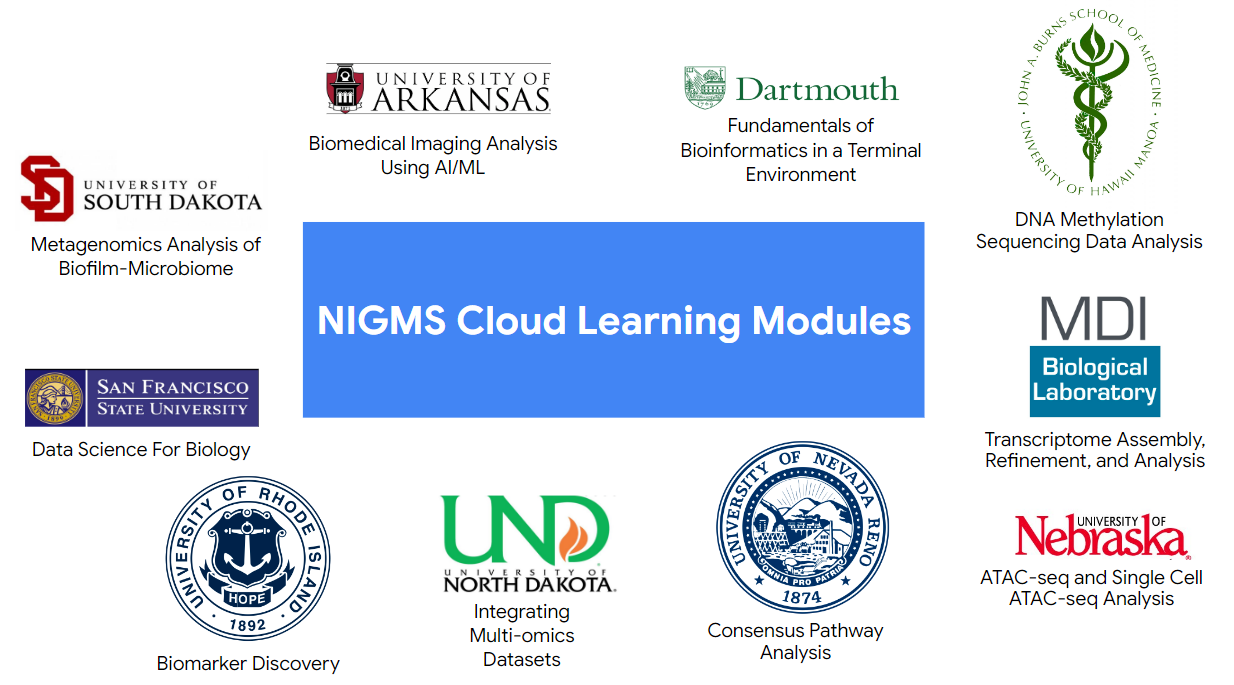 UNIVERSITY OF
ARKANSAS
Biomedical Imaging Analysis
Using AI/ML
Dartmouth
1769
Fundamentals of
Bioinformatics in a Terminal
Environment
JOHN A. BURNS SCHOOL OF MEDICINE
· UNIVERSITY OF HAWAII MANOA ·
DNA Methylation
Sequencing Data Analysis
SD
UNIVERSITY OF
SOUTH DAKOTA
Metagenomics Analysis of
Biofilm-Microbiome
NIGMS Cloud Learning Modules
MDI
Biological
Laboratory
Transcriptome Assembly,
Refinement, and Analysis
SAN FRANCISCO
STATE UNIVERSITY
Data Science For Biology
UNIVERSITY OF RHODE ISLAND
HOPE
· 1892 ·
Biomarker Discovery
UND
UNIVERSITY OF
NORTH DAKOTA.
Integrating
Multi-omics
Datasets
UNIVERSITY OF NEVADA RENO
OMNIA PRO PATRIA
1874
Consensus Pathway
Analysis
UNIVERSITY OF
Nebraska®
ATAC-seq and Single Cell
ATAC-seq Analysis